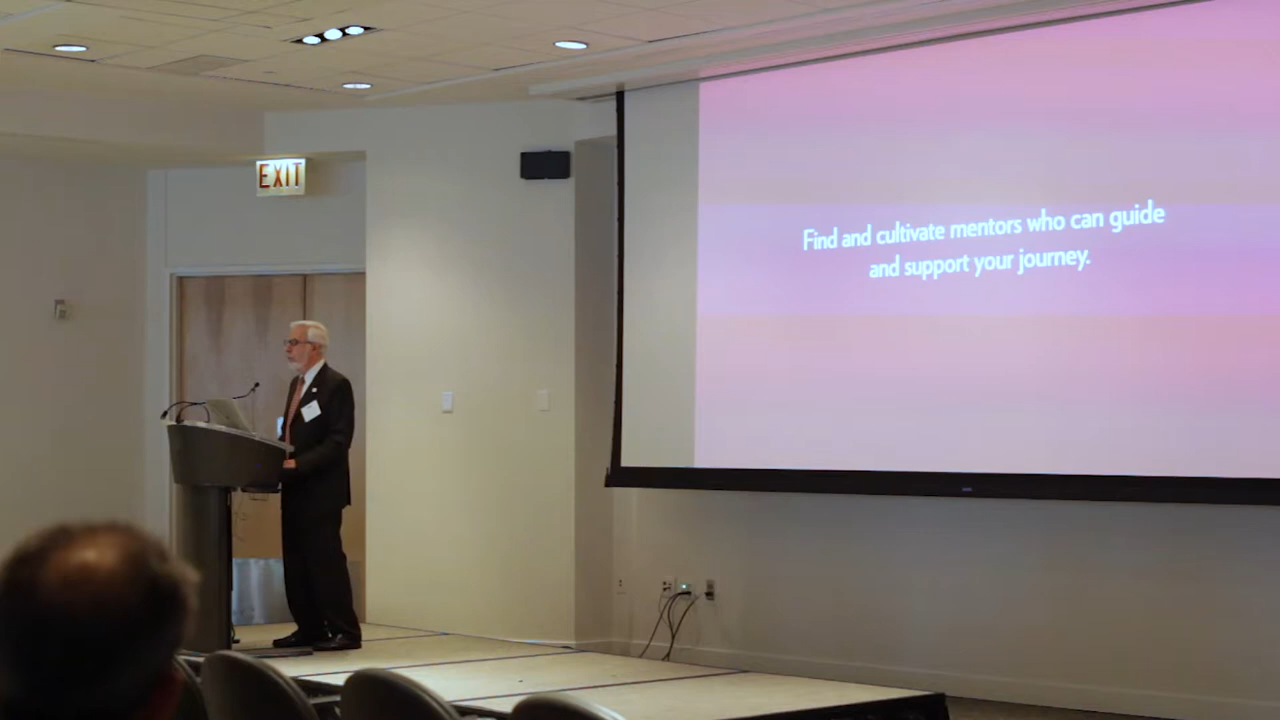 EXIT
Find and cultivate mentors who can guide
and support your journey.